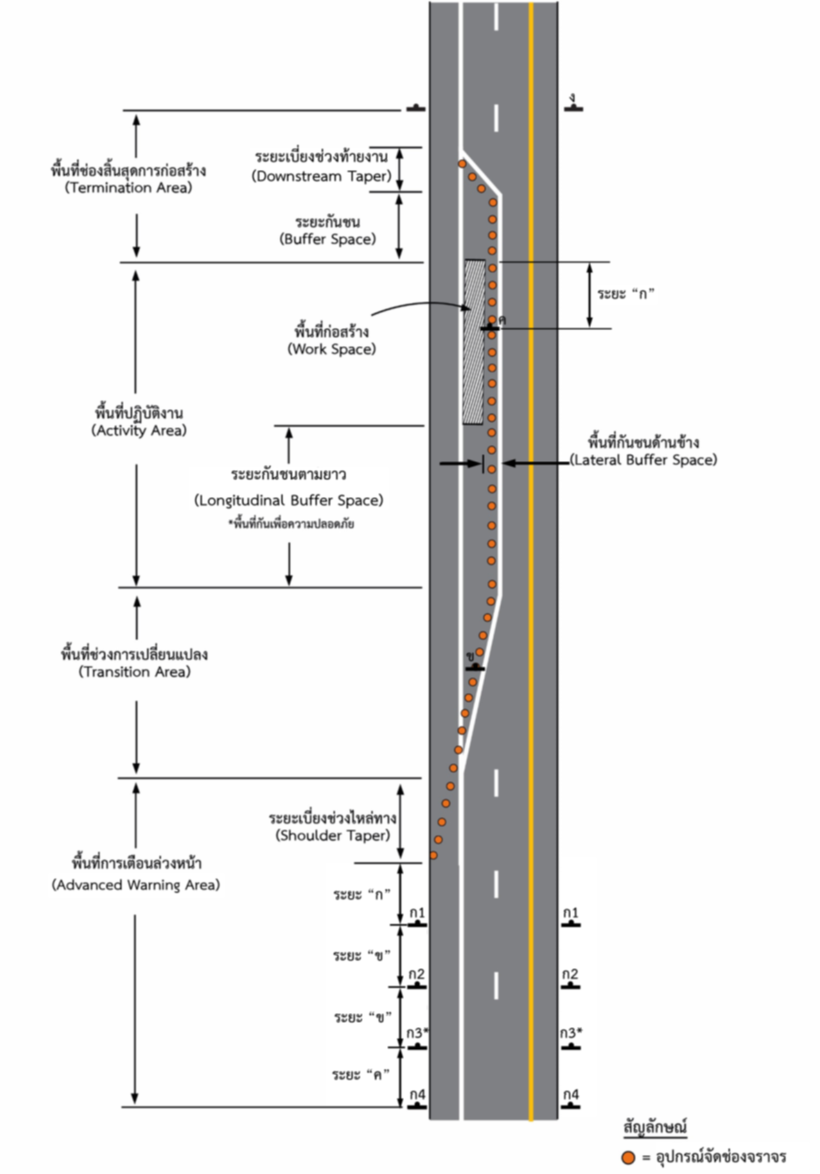 ง
พื้นที่ช่องสิ้นสุดการก่อสร้าง
(Termination Area)
ระยะเบี่ยงช่วงท้ายงาน
(Downstream Taper)
ระยะกันชน
(Buffer Space)
ระยะ “ก”
ค
พื้นที่ก่อสร้าง
(Work Space)
พื้นที่ปฏิบัติงาน
(Activity Area)
พื้นที่กันชนด้านข้าง
(Lateral Buffer Space)
ระยะกันชนตามยาว
(Longitudinal Buffer Space)
*พื้นที่กันเพื่อความปลอดภัย
พื้นที่ช่วงการเปลี่ยนแปลง
(Transition Area)
ข
ระยะเบี่ยงช่วงไหล่ทาง
(Shoulder Taper)
พื้นที่การเตือนล่วงหน้า
(Advanced Warning Area)
ระยะ “ก”
ก1 ก1
ระยะ “ข”
ก2 ก2
ระยะ “ข”
ก3* ก3*
ระยะ “ค”
ก4 ก4
สัญลักษณ์
= อุปกรณ์จัดช่องจราจร